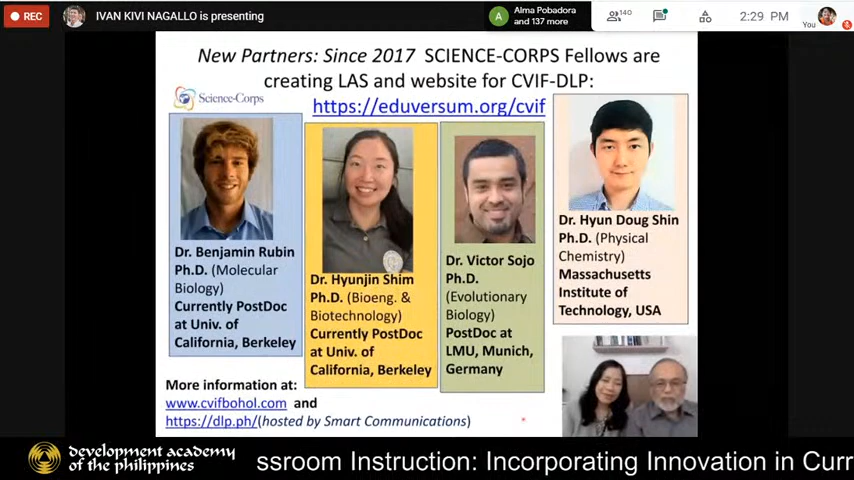 REC
IVAN KIVI NAGALLO is presenting
A
Alma Pobadora
and 137 more
140
2:29 PM
You
New Partners: Since 2017 SCIENCE-CORPS Fellows are
creating LAS and website for CVIF-DLP:
Science-Corps
https://eduversum.org/cvif
Dr. Benjamin Rubin
Ph.D. (Molecular
Biology)
Currently PostDoc
at Univ. of
California, Berkeley
Dr. Hyunjin Shim
Ph.D. (Bioeng. &
Biotechnology)
Currently PostDoc
at Univ. of
California, Berkeley
Dr. Victor Sojo
Ph.D.
(Evolutionary
Biology)
PostDoc at
LMU, Munich,
Germany
Dr. Hyun Doug Shin
Ph.D. (Physical
Chemistry)
Massachusetts
Institute of
Technology, USA
More information at:
www.cvifbohol.com and
https://dlp.ph/(hosted by Smart Communications)
development academy
of the philippines
ssroom Instruction: Incorporating Innovation in Curr